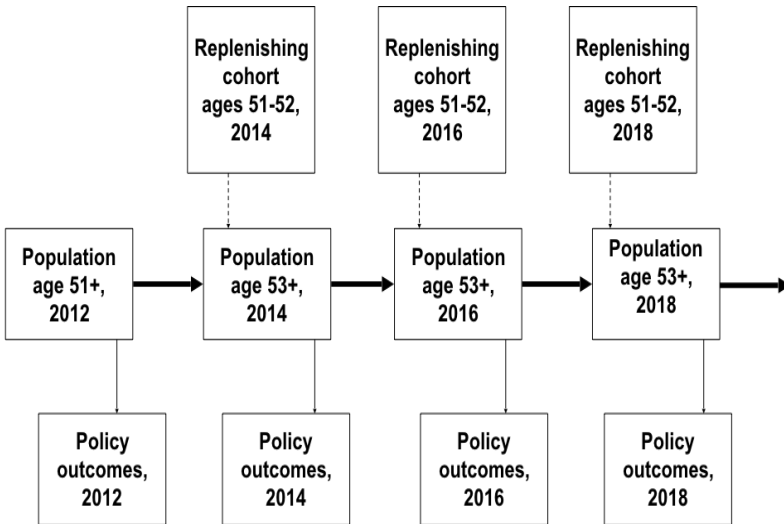 Replenishing
cohort
ages 51-52,
2014
Replenishing
cohort
ages 51-52,
2016
Replenishing
cohort
ages 51-52,
2018
Population
age 51+,
2012
Population
age 53+,
2014
Population
age 53+,
2016
Population
age 53+,
2018
Policy
outcomes,
2012
Policy
outcomes,
2014
Policy
outcomes,
2016
Policy
outcomes,
2018